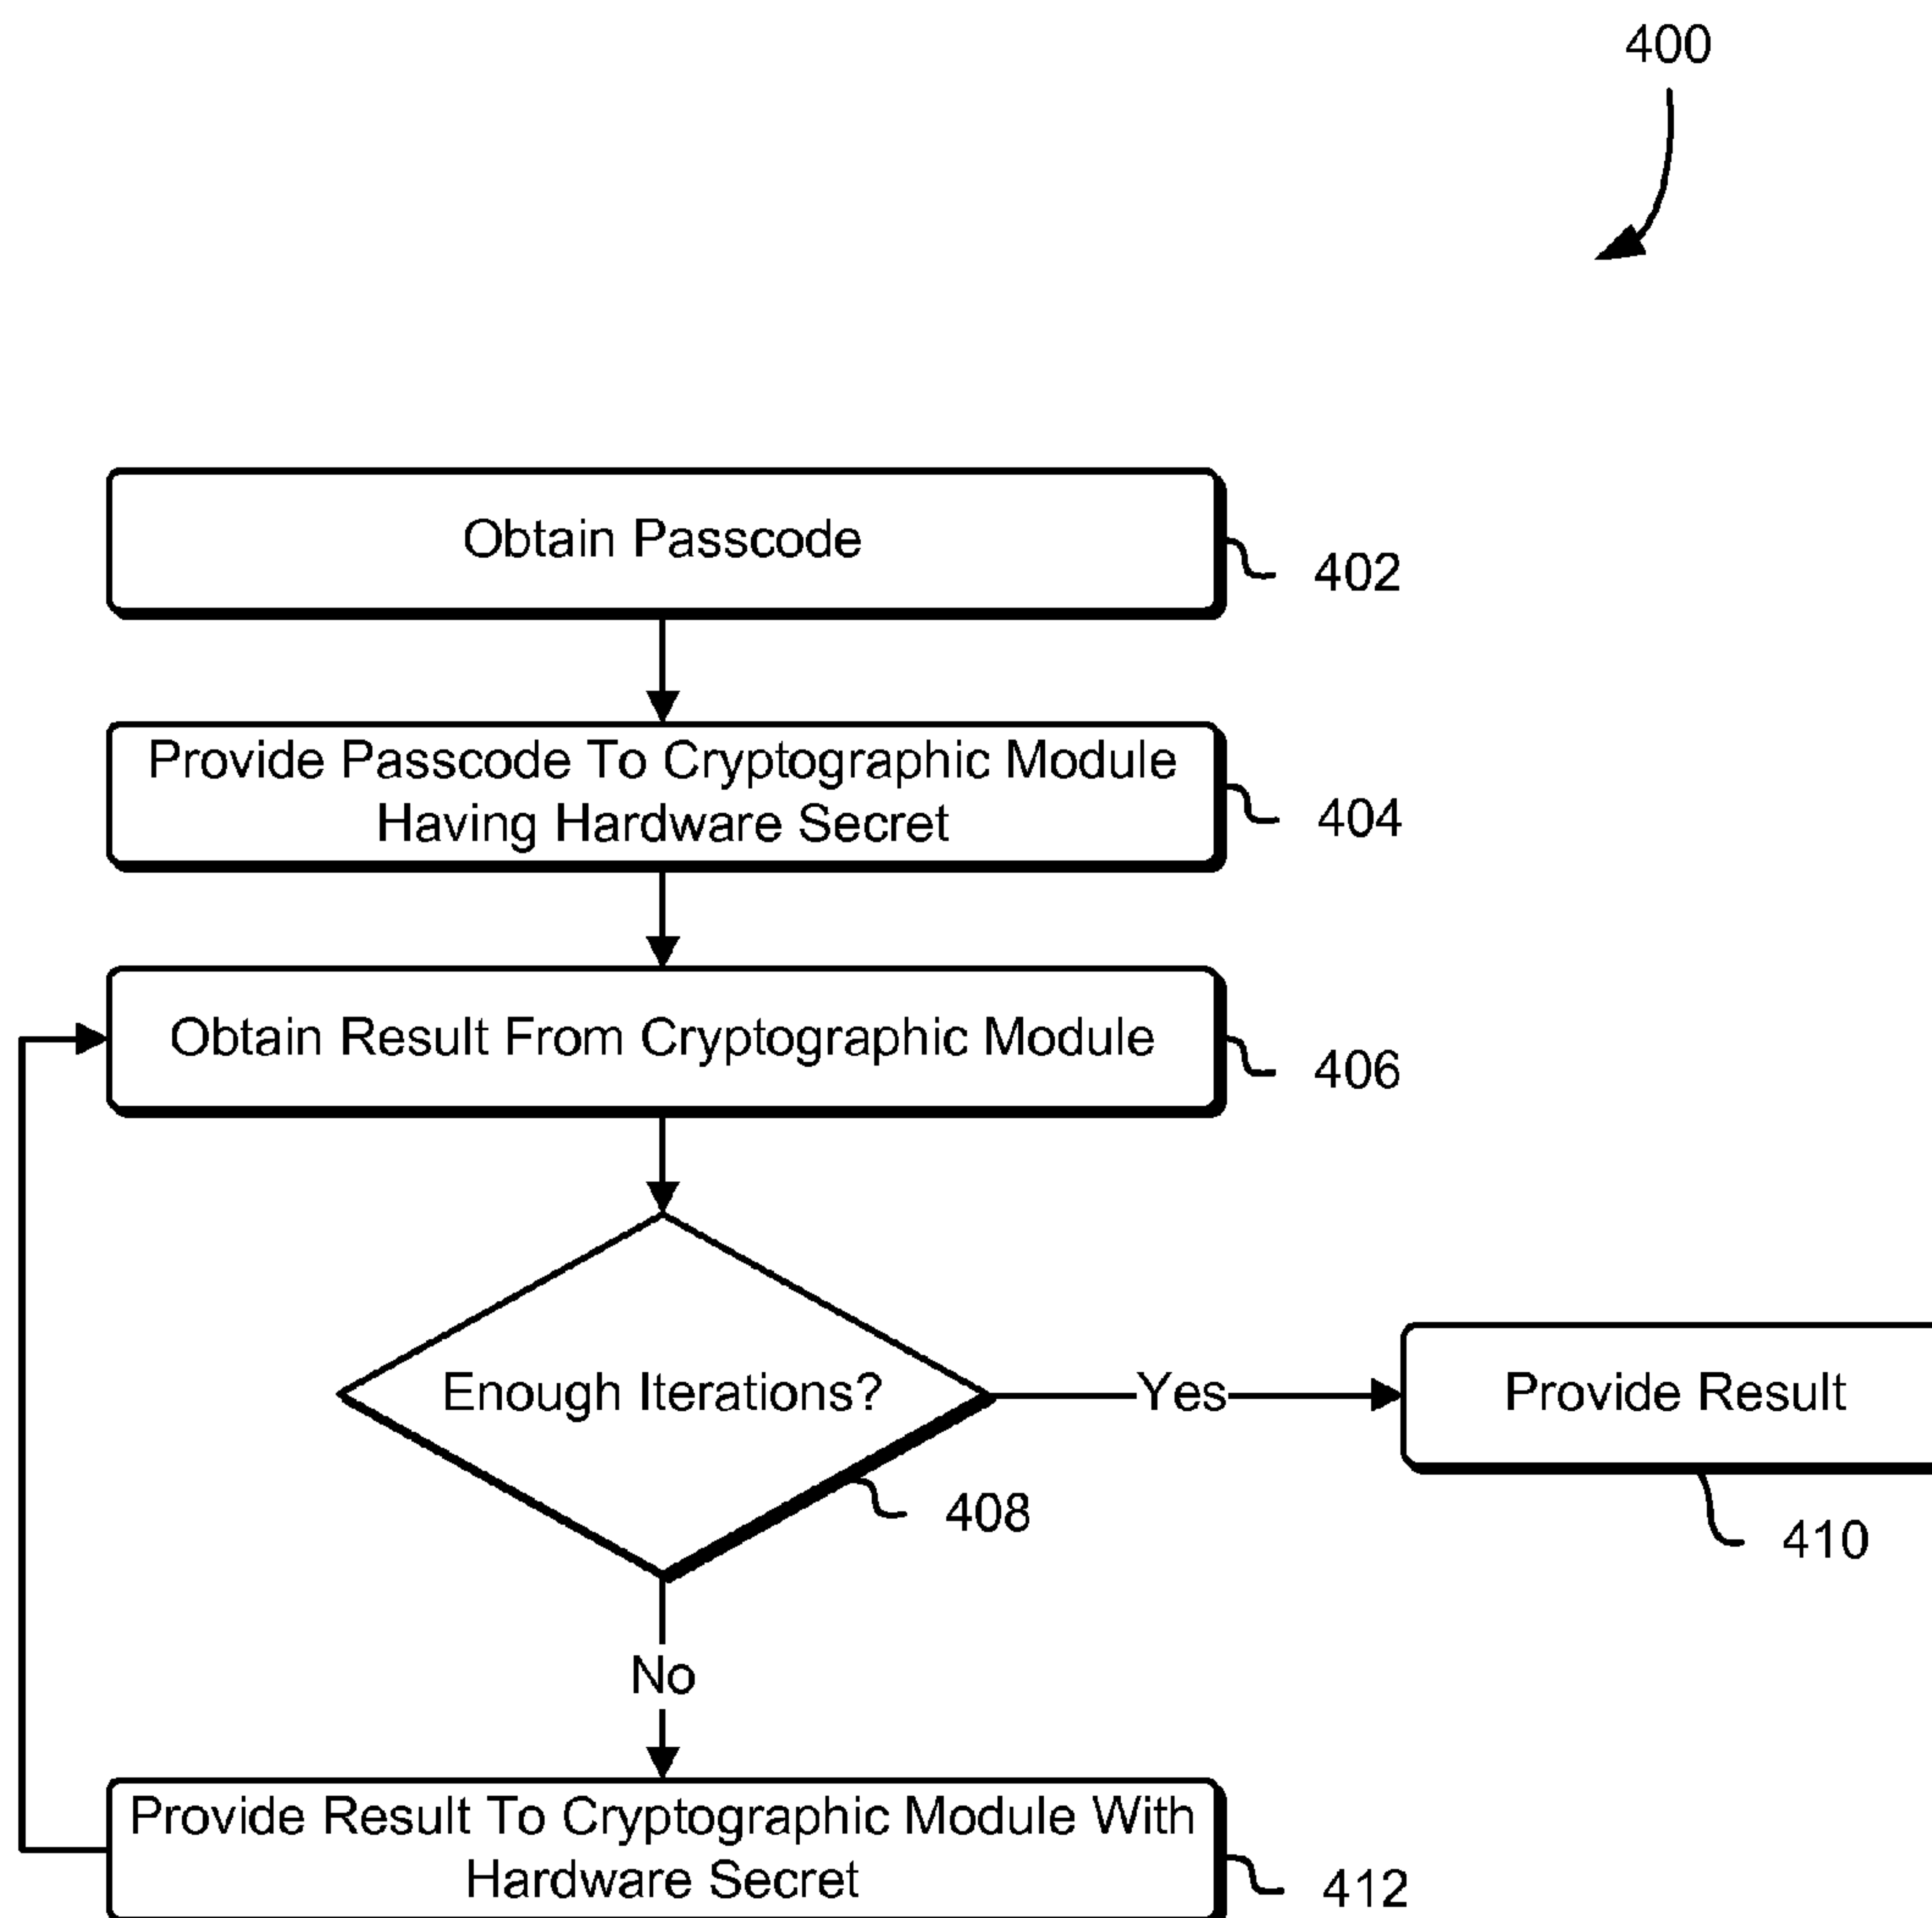 400
Obtain Passcode
402
Provide Passcode To Cryptographic Module
Having Hardware Secret
404
Obtain Result From Cryptographic Module
406
Enough Iterations?
Yes
Provide Result
408
410
No
Provide Result To Cryptographic Module With
Hardware Secret
412